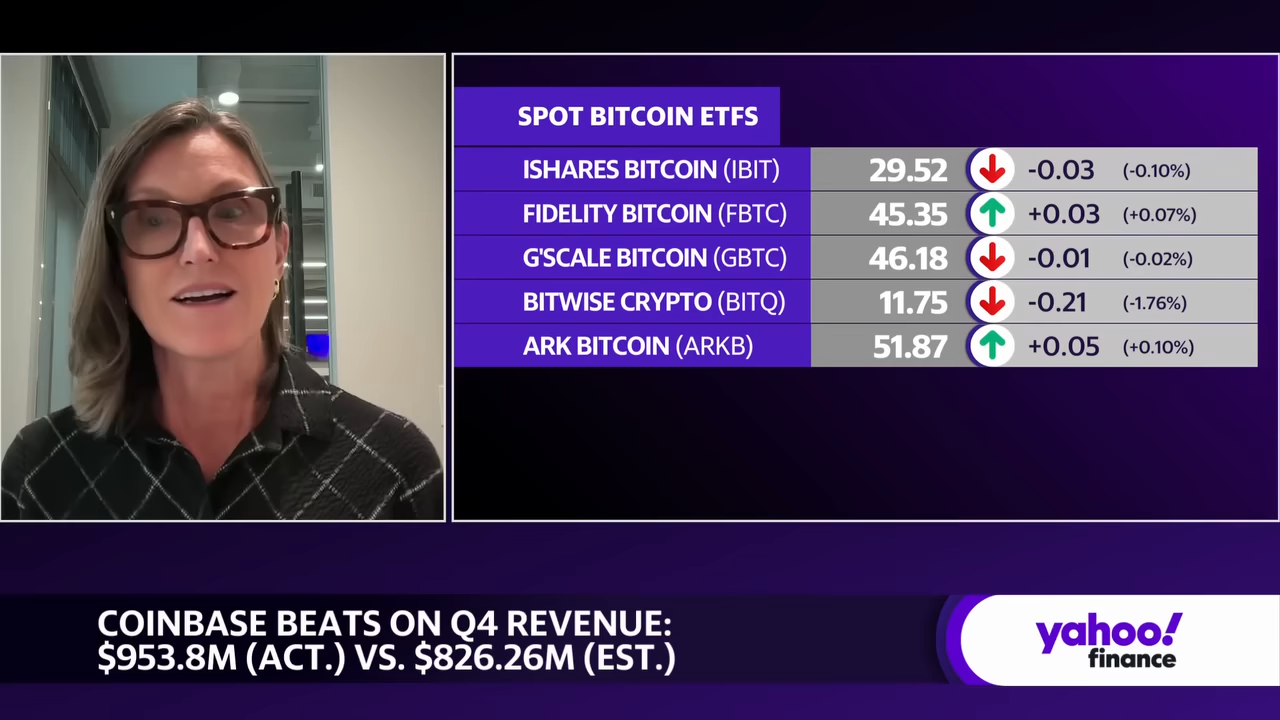 SPOT BITCOIN ETFS
ISHARES BITCOIN (IBIT) 29.52 -0.03 (-0.10%)
FIDELITY BITCOIN (FBTC) 45.35 +0.03 (+0.07%)
G'SCALE BITCOIN (GBTC) 46.18 -0.01 (-0.02%)
BITWISE CRYPTO (BITQ) 11.75 -0.21 (-1.76%)
ARK BITCOIN (ARKB) 51.87 +0.05 (+0.10%)
COINBASE BEATS ON Q4 REVENUE:
$953.8M (ACT.) VS. $826.26M (EST.)
yahoo!
finance